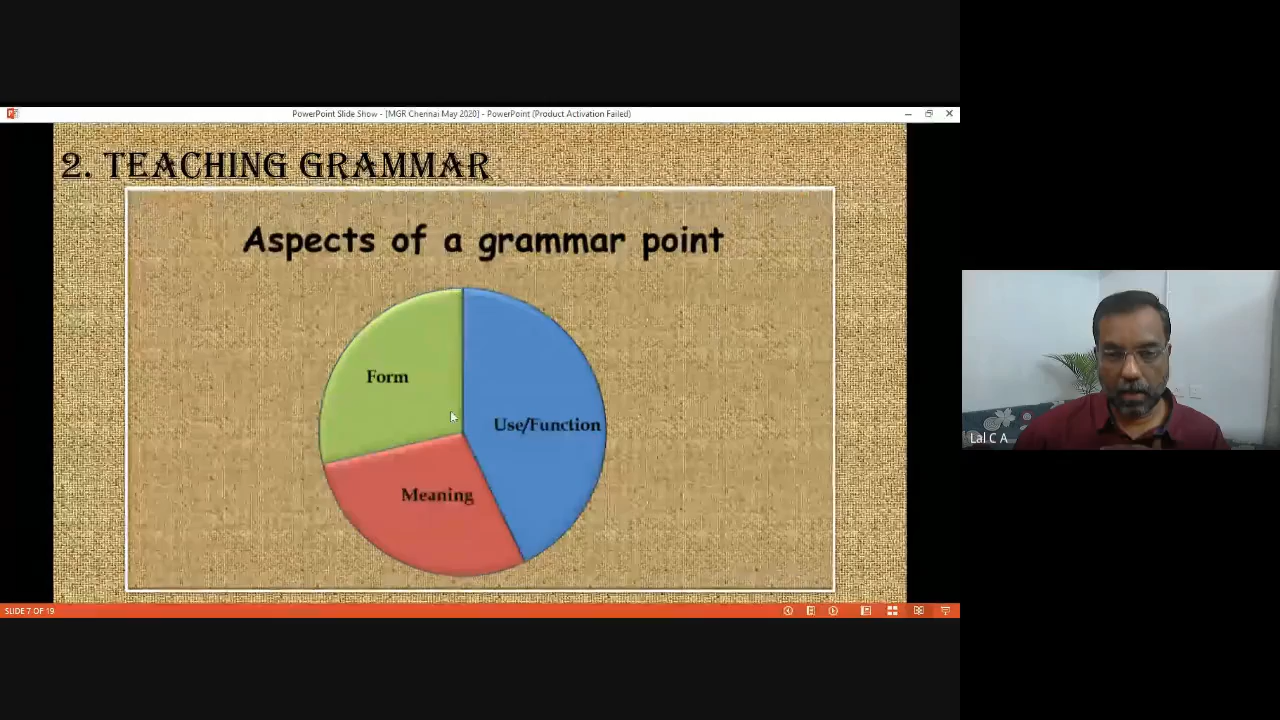 PowerPoint Slide Show - [MGR Chennai May 2020] - PowerPoint (Product Activation Failed)
2. TEACHING GRAMMAR
Aspects of a grammar point
Form
Use/Function
Meaning
Lal C A
SLIDE 7 OF 19